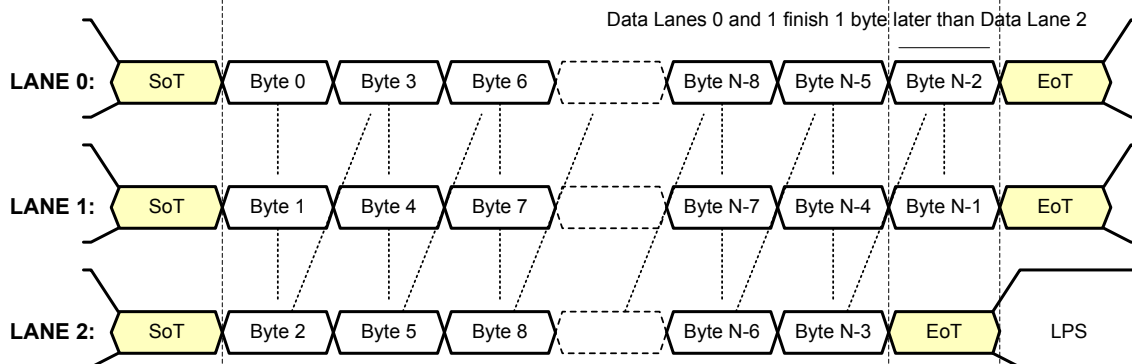 Data Lanes 0 and 1 finish 1 byte later than Data Lane 2
LANE 0: SoT Byte 0 Byte 3 Byte 6 Byte N-8 Byte N-5 Byte N-2 EoT
LANE 1: SoT Byte 1 Byte 4 Byte 7 Byte N-7 Byte N-4 Byte N-1 EoT
LANE 2: SoT Byte 2 Byte 5 Byte 8 Byte N-6 Byte N-3 EoT LPS